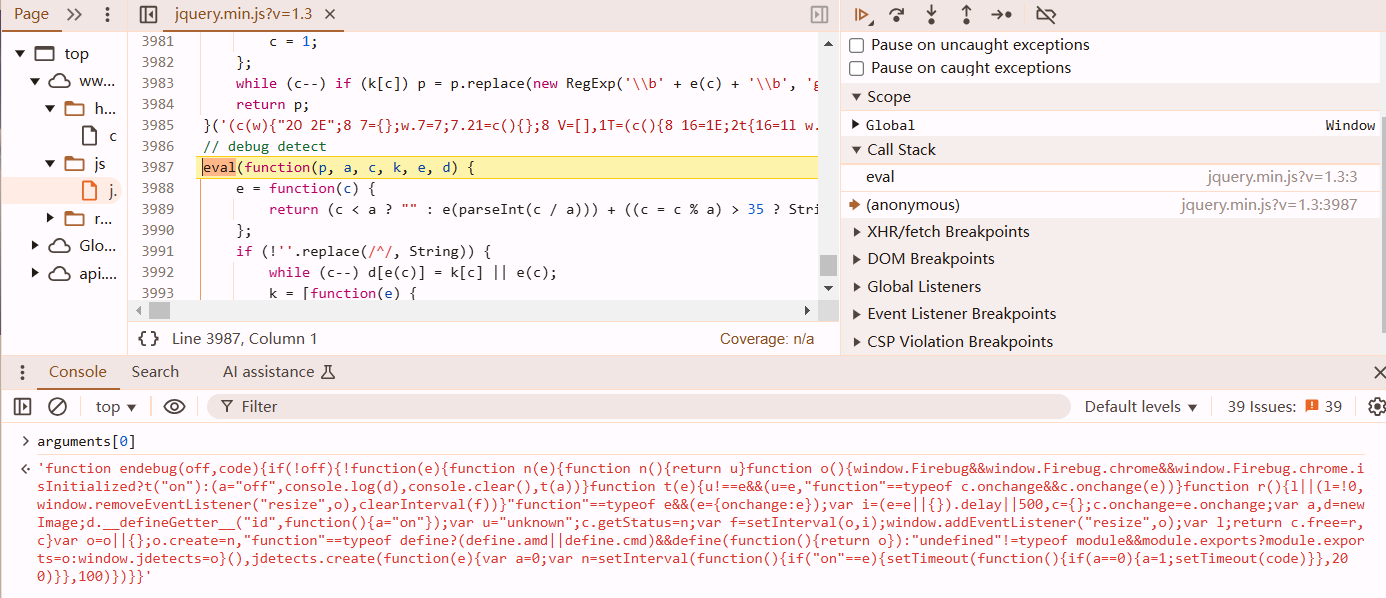 Page
jquery.min.js?v=1.3
top
www...
h...
c
js
j.
r...
Glo...
api....
3981 c = 1;
3982 };
3983 while (c--) if (k[c]) p = p.replace(new RegExp('\\b' + e(c) + '\\b', 'g
3984 return p;
3985 }('(c(w){"2O 2E";8 7={};w.7=7;7.21=c(){};8 V=[],1T=(c(){8 16=1E;2t{16=11 w.
3986 // debug detect
3987 eval(function(p, a, c, k, e, d) {
3988 e = function(c) {
3989 return (c < a ? "" : e(parseInt(c / a))) + ((c = c % a) > 35 ? Stri
3990 };
3991 if (!''.replace(/^/, String)) {
3992 while (c--) d[e(c)] = k[c] || e(c);
3993 k = [function(e) {
{} Line 3987, Column 1
Coverage: n/a
Pause on uncaught exceptions
Pause on caught exceptions
Scope
Global Window
Call Stack
eval jquery.min.js?v=1.3:3
(anonymous) jquery.min.js?v=1.3:3987
XHR/fetch Breakpoints
DOM Breakpoints
Global Listeners
Event Listener Breakpoints
CSP Violation Breakpoints
Console Search AI assistance
top Filter Default levels 39 Issues: 39
> arguments[0]
'function endebug(off,code){if(!off){!function(e){function n(e){function n(){return u}function o(){window.Firebug&&window.Firebug.chrome&&window.Firebug.chrome.i
sInitialized?t("on"):(a="off",console.log(d),console.clear(),t(a))}function t(e){u!==e&&(u=e,"function"==typeof c.onchange&&c.onchange(e))}function r(){l||(l=!0,
window.removeEventListener("resize",o),clearInterval(f))}"function"==typeof e&&(e={onchange:e});var i=(e=e||{}).delay||500,c={};c.onchange=e.onchange;var a,d=new
Image;d.__defineGetter__("id",function(){a="on"});var u="unknown";c.getStatus=n;var f=setInterval(o,i);window.addEventListener("resize",o);var l;return c.free=r,
c}var o=o||{};o.create=n,"function"==typeof define?(define.amd||define.cmd)&&define(function(){return o}):"undefined"!=typeof module&&module.exports?module.expor
ts=o:window.jdetects=o}(),jdetects.create(function(e){var a=0;var n=setInterval(function(){if("on"==e){setTimeout(function(){if(a==0){a=1;setTimeout(code)}},20
0)}},100)})}}'